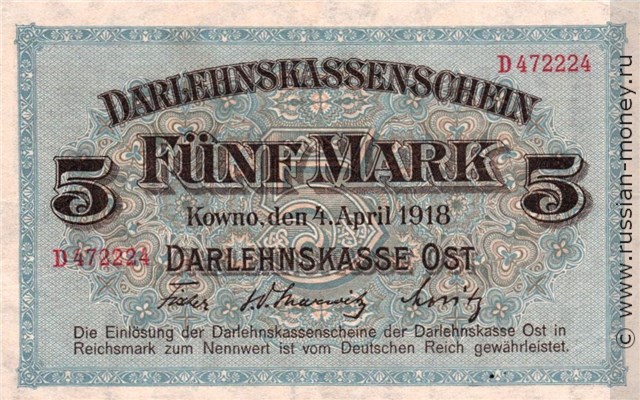 D 472224
DARLEHNSKASSENSCHEIN
5 FÜNF MARK 5
Kowno, den 4. April 1918
D 472224 DARLEHNSKASSE OST
Die Einlösung der Darlehnskassenscheine der Darlehnskasse Ost in
Reichsmark zum Nennwert ist vom Deutschen Reich gewährleistet.
© www.russian-money.ru